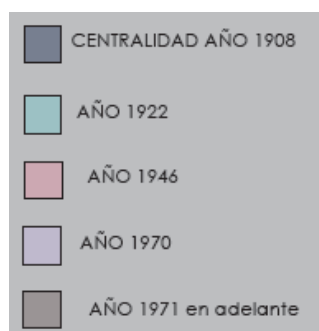 CENTRALIDAD AÑO 1908
AÑO 1922
AÑO 1946
AÑO 1970
AÑO 1971 en adelante